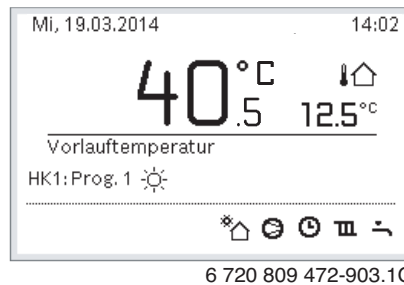 Mi, 19.03.2014 14:02
40.5 °C
12.5°C
Vorlauftemperatur
HK1: Prog. 1
6 720 809 472-903.1O